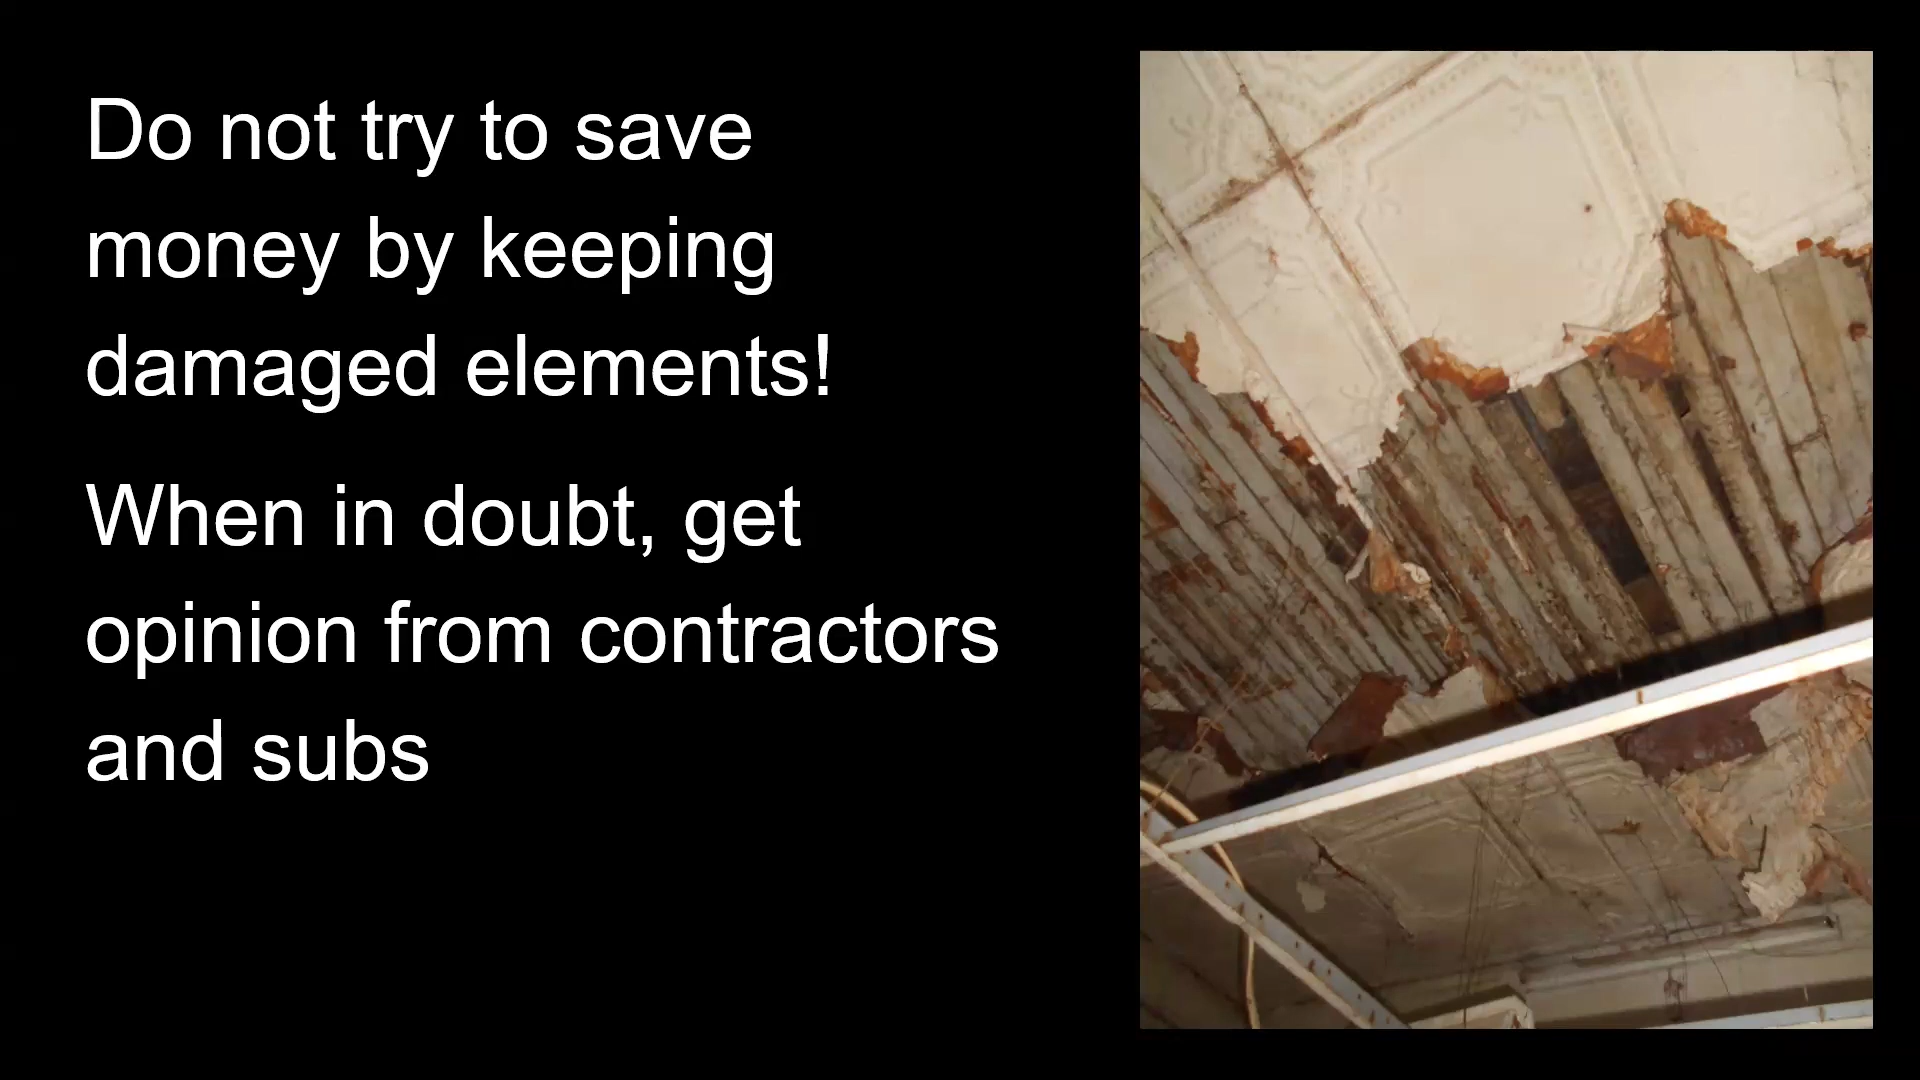 Do not try to save
money by keeping
damaged elements!
When in doubt, get
opinion from contractors
and subs